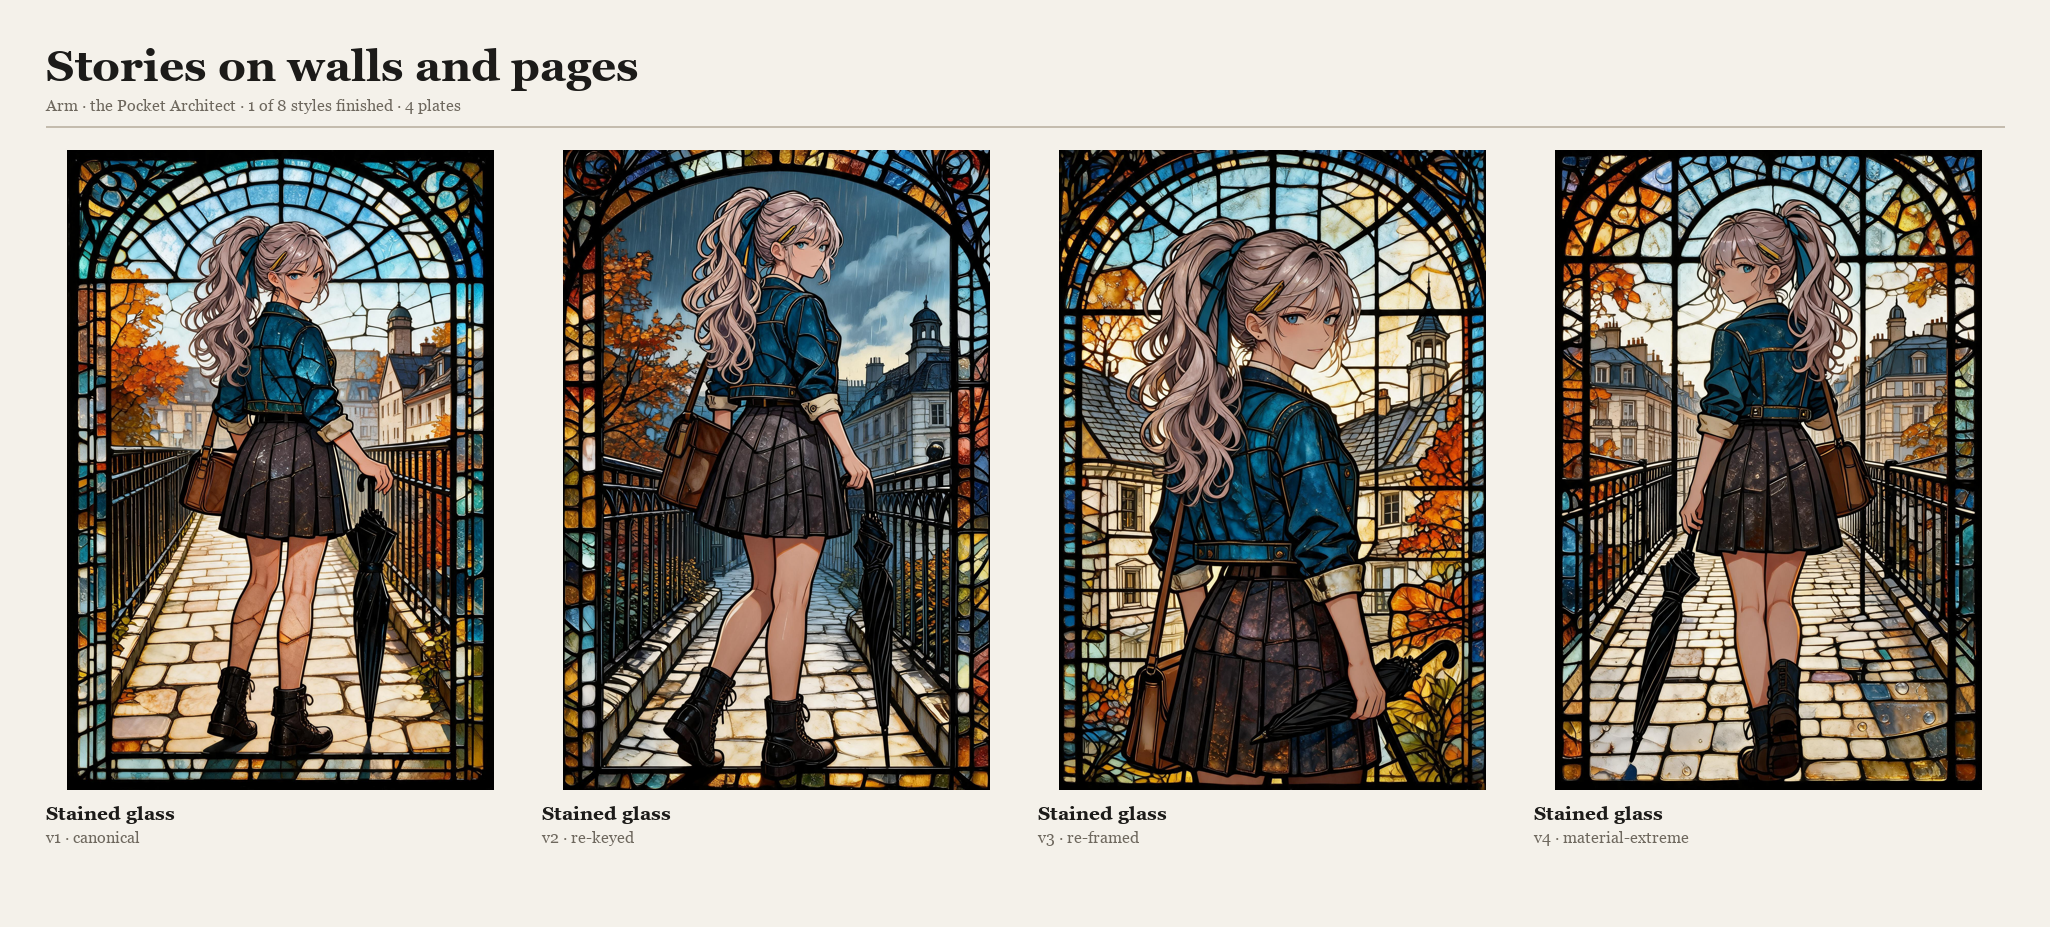 Stories on walls and pages
Arm · the Pocket Architect · 1 of 8 styles finished · 4 plates
Stained glass
v1 · canonical
Stained glass
v2 · re-keyed
Stained glass
v3 · re-framed
Stained glass
v4 · material-extreme